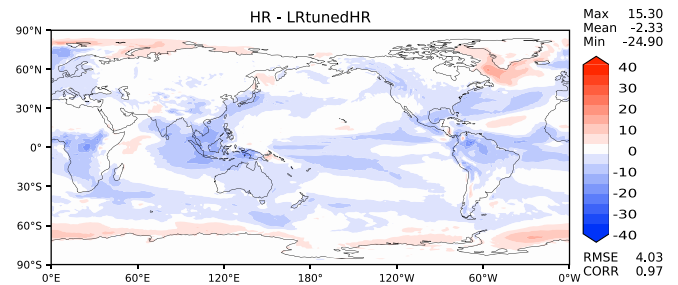 HR - LRtunedHR
Max 15.30
Mean -2.33
Min -24.90
90°N
60°N
30°N
0°
30°S
60°S
90°S
0°E
60°E
120°E
180°
120°W
60°W
0°W
40
30
20
10
0
-10
-20
-30
-40
RMSE 4.03
CORR 0.97